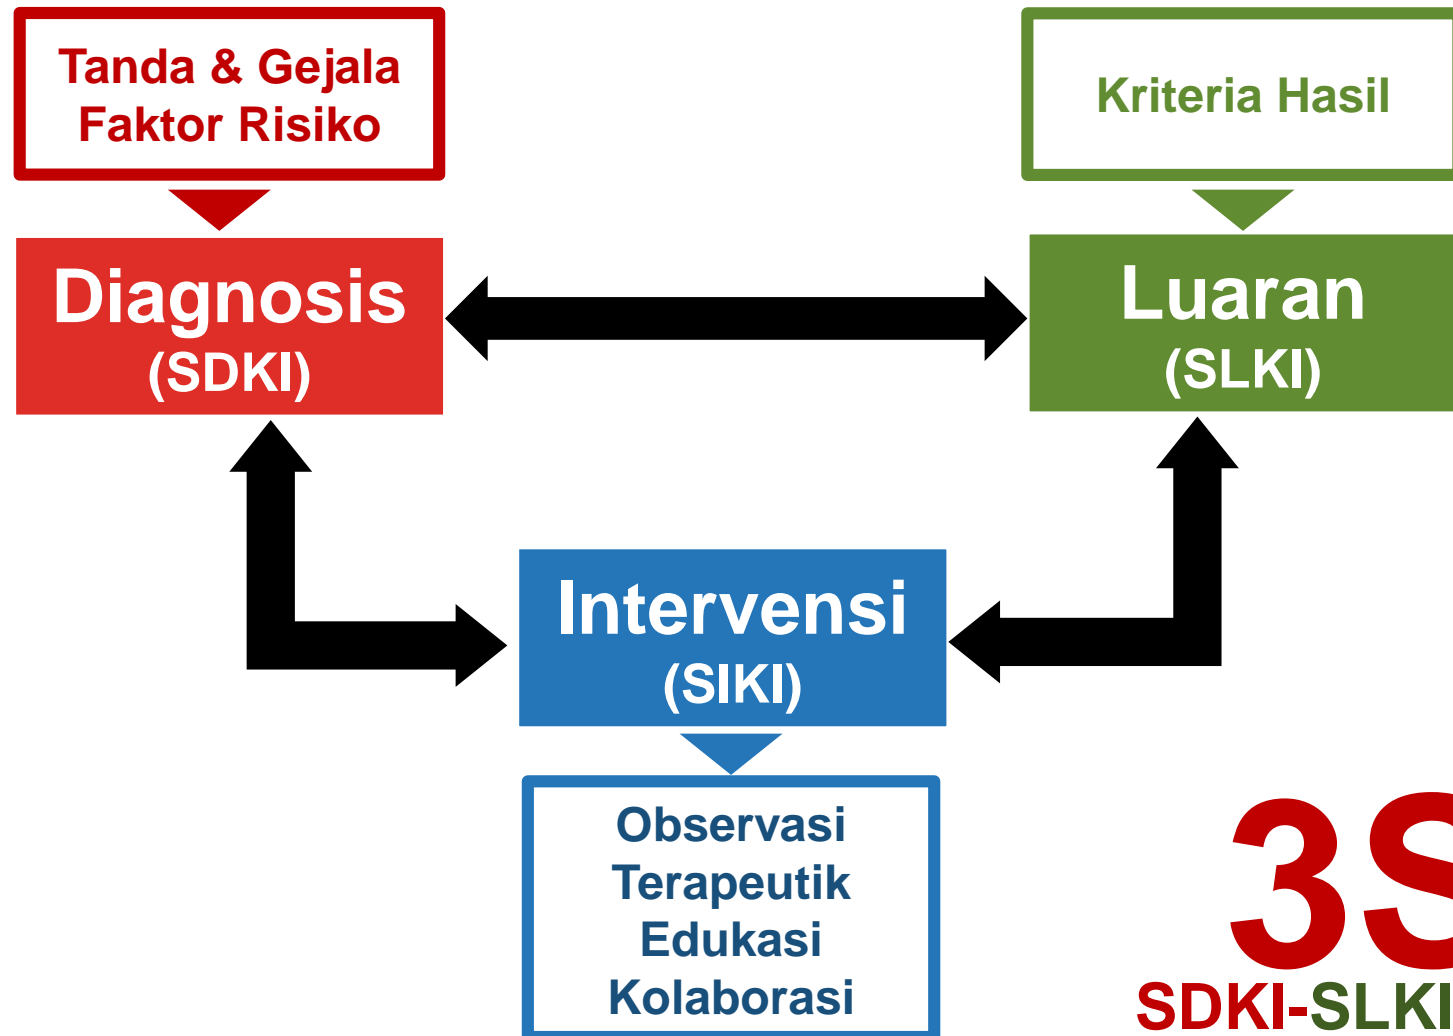 Tanda & Gejala
Faktor Risiko
Kriteria Hasil
Diagnosis
(SDKI)
Luaran
(SLKI)
Intervensi
(SIKI)
Observasi
Terapeutik
Edukasi
Kolaborasi
3S
SDKI-SLKI